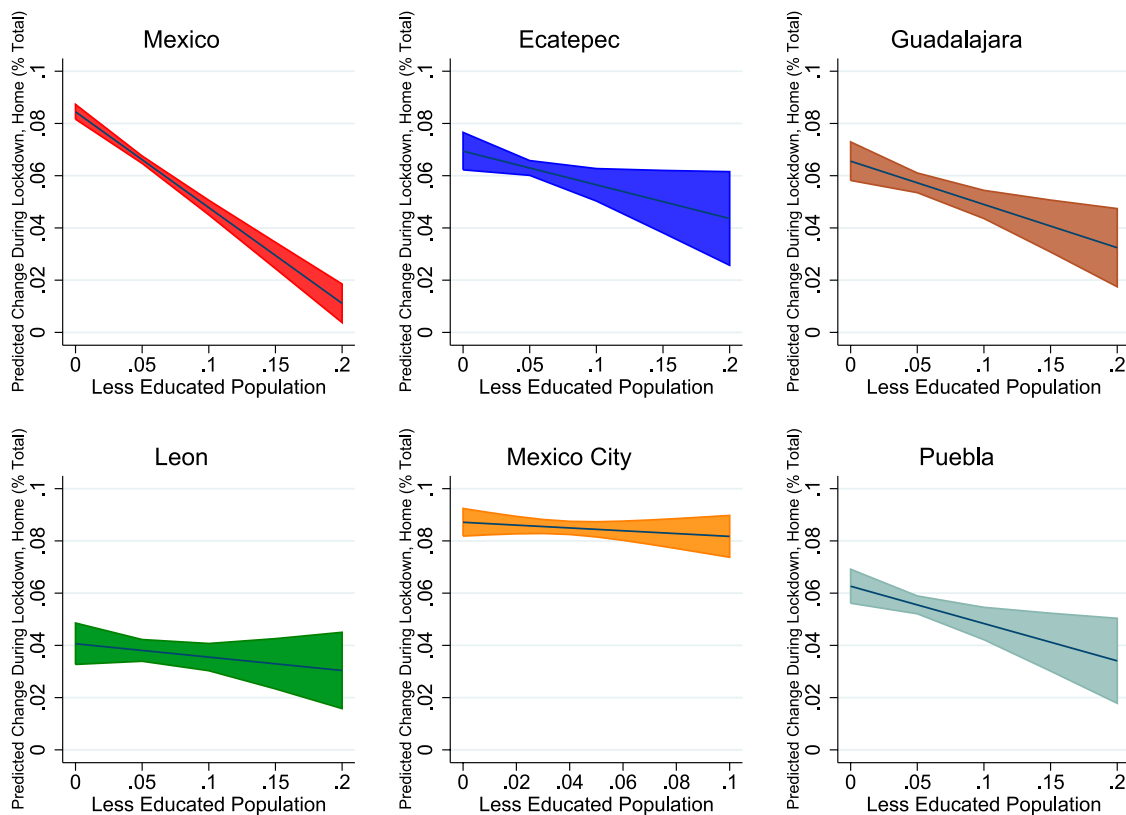 Mexico
Predicted Change During Lockdown, Home (% Total)
.1
.08
.06
.04
.02
0
0 .05 .1 .15 .2
Less Educated Population
Ecatepec
Predicted Change During Lockdown, Home (% Total)
.1
.08
.06
.04
.02
0
0 .05 .1 .15 .2
Less Educated Population
Guadalajara
Predicted Change During Lockdown, Home (% Total)
.1
.08
.06
.04
.02
0
0 .05 .1 .15 .2
Less Educated Population
Leon
Predicted Change During Lockdown, Home (% Total)
.1
.08
.06
.04
.02
0
0 .05 .1 .15 .2
Less Educated Population
Mexico City
Predicted Change During Lockdown, Home (% Total)
.1
.08
.06
.04
.02
0
0 .02 .04 .06 .08 .1
Less Educated Population
Puebla
Predicted Change During Lockdown, Home (% Total)
.1
.08
.06
.04
.02
0
0 .05 .1 .15 .2
Less Educated Population